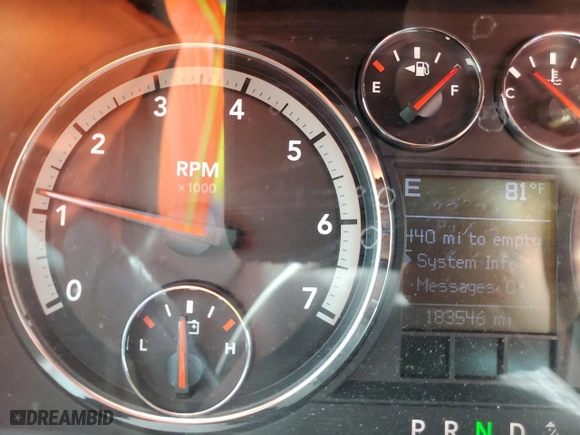 0
1
2
3
4
5
6
7
RPM
×1000
L H
E F
C
E 81°F
440 mi to empty
System Info
Messages: 0
183546 mi
P R N D
DREAMBID